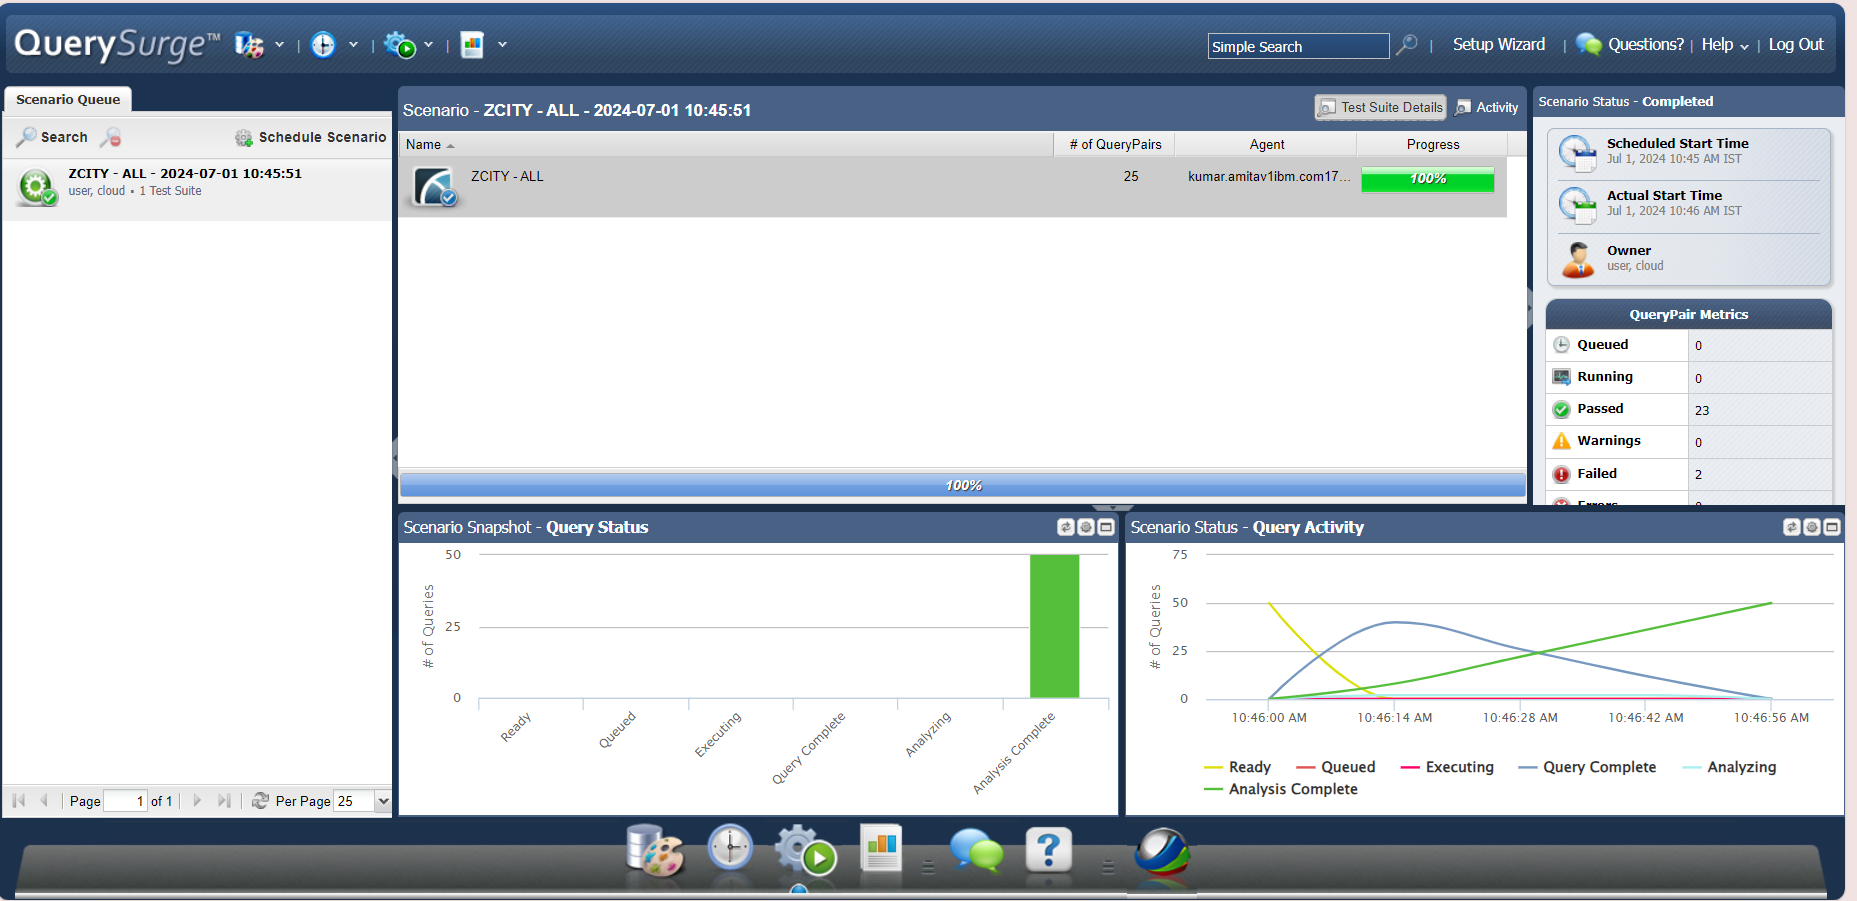 QuerySurge™
Simple Search
Setup Wizard
Questions?
Help
Log Out
Scenario Queue
Search
Schedule Scenario
ZCITY - ALL - 2024-07-01 10:45:51
user, cloud • 1 Test Suite
Page 1 of 1
Per Page 25
Scenario - ZCITY - ALL - 2024-07-01 10:45:51
Test Suite Details
Activity
Name
# of QueryPairs
Agent
Progress
ZCITY - ALL
25
kumar.amitav1ibm.com17...
100%
100%
Scenario Status - Completed
Scheduled Start Time
Jul 1, 2024 10:45 AM IST
Actual Start Time
Jul 1, 2024 10:46 AM IST
Owner
user, cloud
QueryPair Metrics
Queued 0
Running 0
Passed 23
Warnings 0
Failed 2
Errors 0
Scenario Snapshot - Query Status
# of Queries
50
25
0
Ready
Queued
Executing
Query Complete
Analyzing
Analysis Complete
Scenario Status - Query Activity
# of Queries
75
50
25
0
10:46:00 AM
10:46:14 AM
10:46:28 AM
10:46:42 AM
10:46:56 AM
Ready
Queued
Executing
Query Complete
Analyzing
Analysis Complete